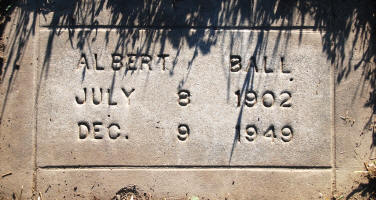 ALBERT BALL
JULY 8 1902
DEC. 9 1949